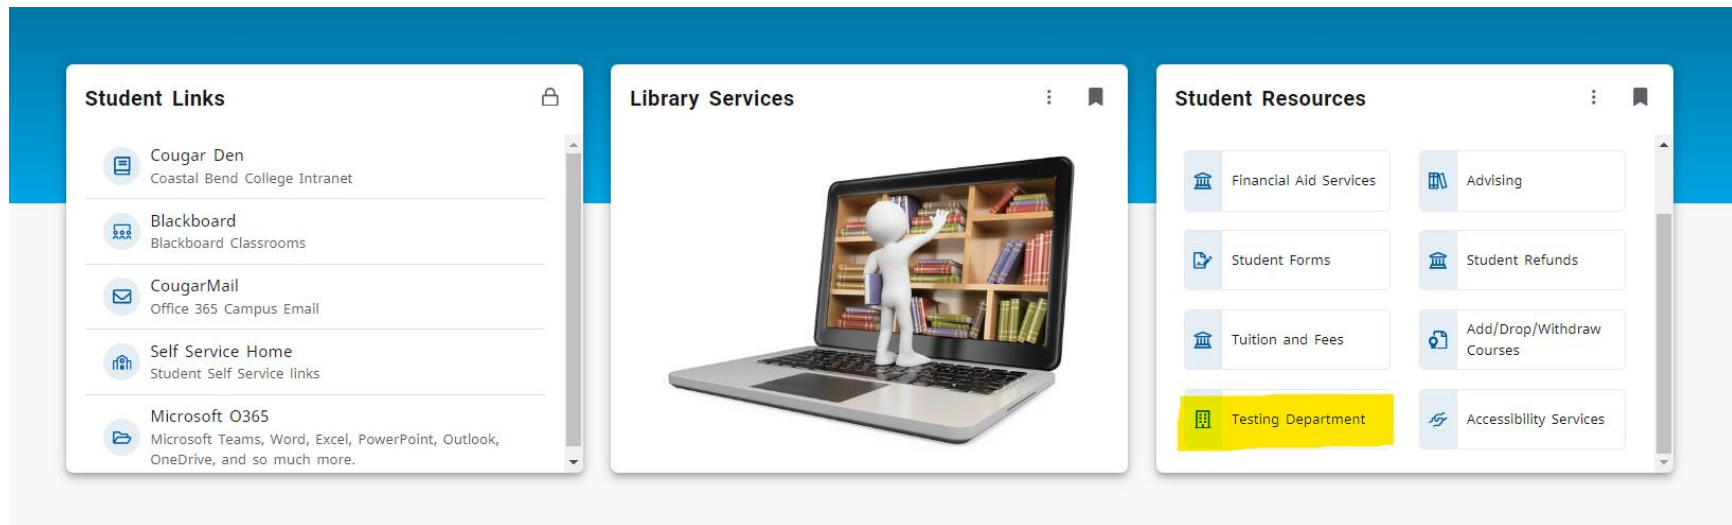 Student Links
Cougar Den
Coastal Bend College Intranet
Blackboard
Blackboard Classrooms
CougarMail
Office 365 Campus Email
Self Service Home
Student Self Service links
Microsoft O365
Microsoft Teams, Word, Excel, PowerPoint, Outlook,
OneDrive, and so much more.
Library Services
Student Resources
Financial Aid Services
Advising
Student Forms
Student Refunds
Tuition and Fees
Add/Drop/Withdraw
Courses
Testing Department
Accessibility Services